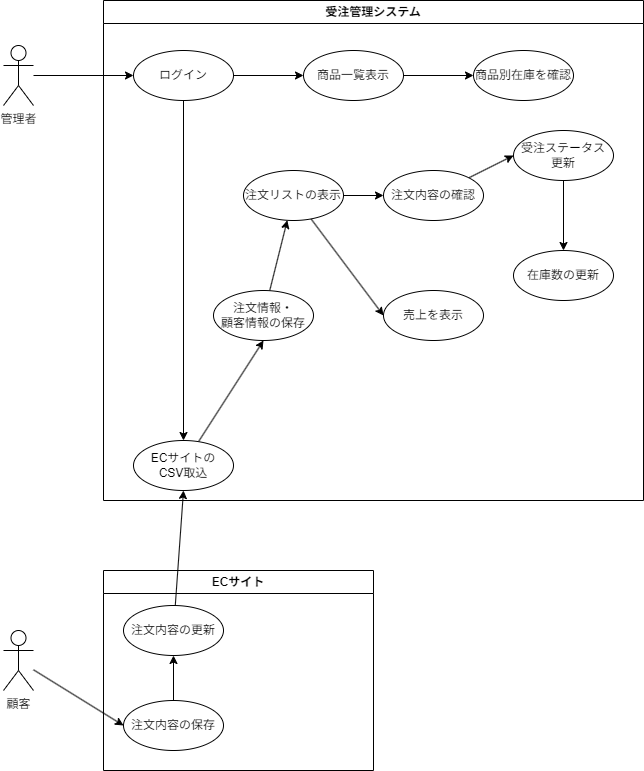 受注管理システム
管理者
ログイン
商品一覧表示
商品別在庫を確認
受注ステータス
更新
注文リストの表示
注文内容の確認
在庫数の更新
注文情報・
顧客情報の保存
売上を表示
ECサイトの
CSV取込
ECサイト
注文内容の更新
顧客
注文内容の保存